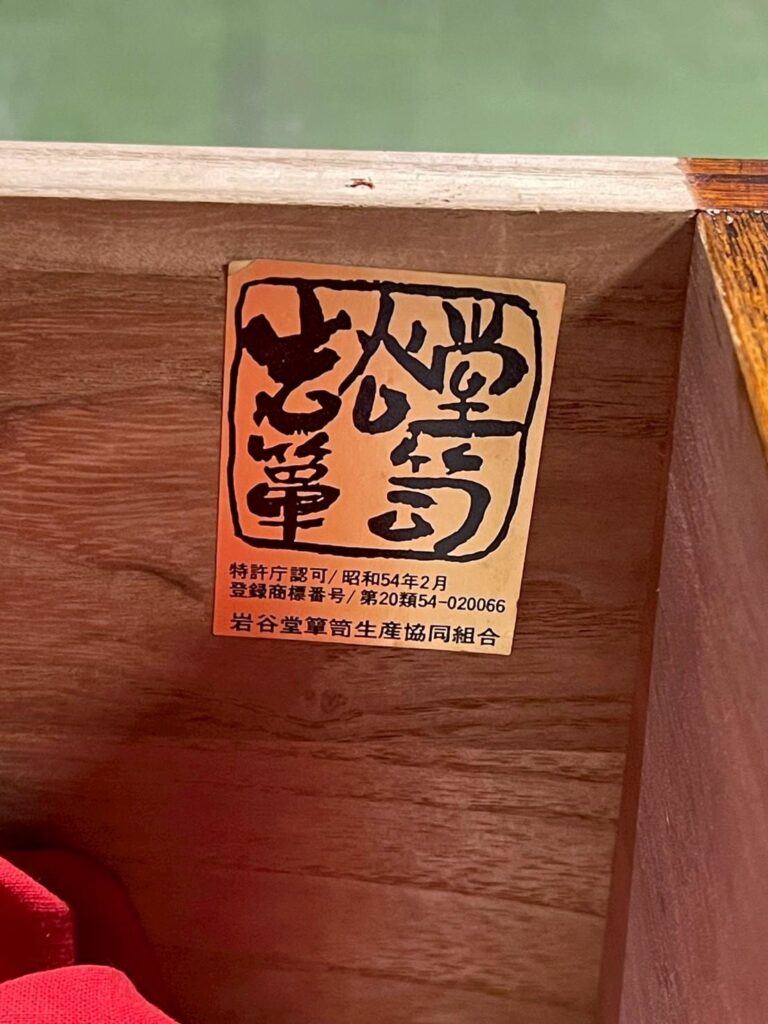 岩谷堂
簞笥
特許庁認可/昭和54年2月
登録商標番号/第20類54-020066
岩谷堂簞笥生産協同組合